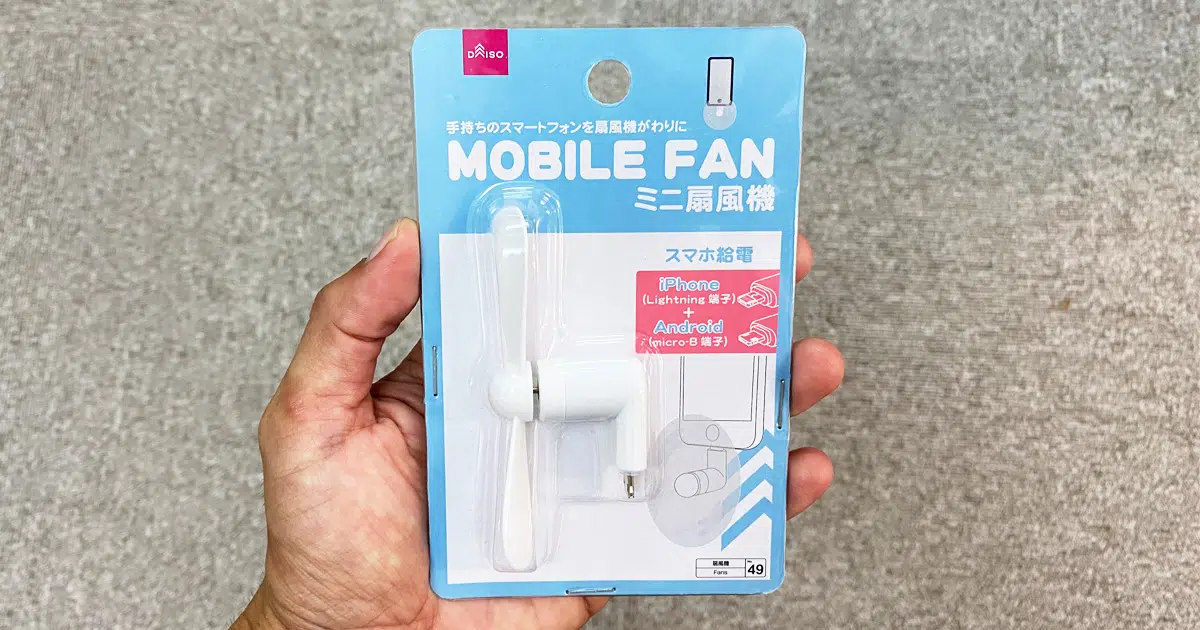 DAISO
手持ちのスマートフォンを扇風機がわりに
MOBILE FAN
ミニ扇風機
スマホ給電
iPhone
(Lightning 端子)
+
Android
(micro-B 端子)
扇風機
Fans
No
49